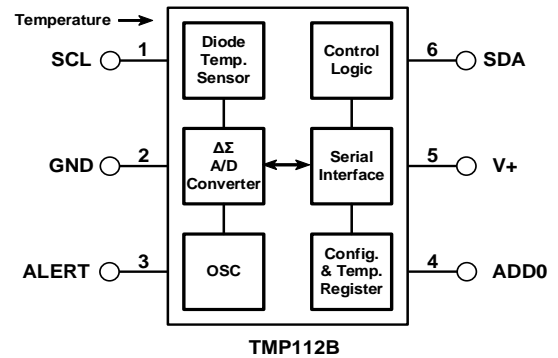 Temperature
SCL
1
Diode
Temp.
Sensor
Control
Logic
6
SDA
GND
2
ΔΣ
A/D
Converter
Serial
Interface
5
V+
ALERT
3
OSC
Config.
& Temp.
Register
4
ADD0
TMP112B